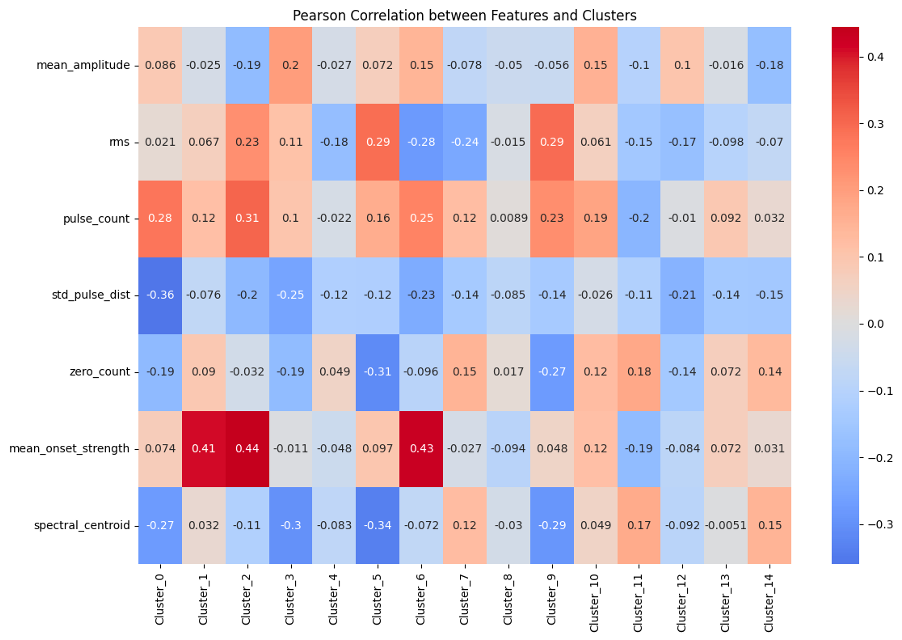 Pearson Correlation between Features and Clusters
mean_amplitude 0.086 -0.025 -0.19 0.2 -0.027 0.072 0.15 -0.078 -0.05 -0.056 0.15 -0.1 0.1 -0.016 -0.18
rms 0.021 0.067 0.23 0.11 -0.18 0.29 -0.28 -0.24 -0.015 0.29 0.061 -0.15 -0.17 -0.098 -0.07
pulse_count 0.28 0.12 0.31 0.1 -0.022 0.16 0.25 0.12 0.0089 0.23 0.19 -0.2 -0.01 0.092 0.032
std_pulse_dist -0.36 -0.076 -0.2 -0.25 -0.12 -0.12 -0.23 -0.14 -0.085 -0.14 -0.026 -0.11 -0.21 -0.14 -0.15
zero_count -0.19 0.09 -0.032 -0.19 0.049 -0.31 -0.096 0.15 0.017 -0.27 0.12 0.18 -0.14 0.072 0.14
mean_onset_strength 0.074 0.41 0.44 -0.011 -0.048 0.097 0.43 -0.027 -0.094 0.048 0.12 -0.19 -0.084 0.072 0.031
spectral_centroid -0.27 0.032 -0.11 -0.3 -0.083 -0.34 -0.072 0.12 -0.03 -0.29 0.049 0.17 -0.092 -0.0051 0.15
Cluster_0 Cluster_1 Cluster_2 Cluster_3 Cluster_4 Cluster_5 Cluster_6 Cluster_7 Cluster_8 Cluster_9 Cluster_10 Cluster_11 Cluster_12 Cluster_13 Cluster_14
0.4
0.3
0.2
0.1
0.0
-0.1
-0.2
-0.3